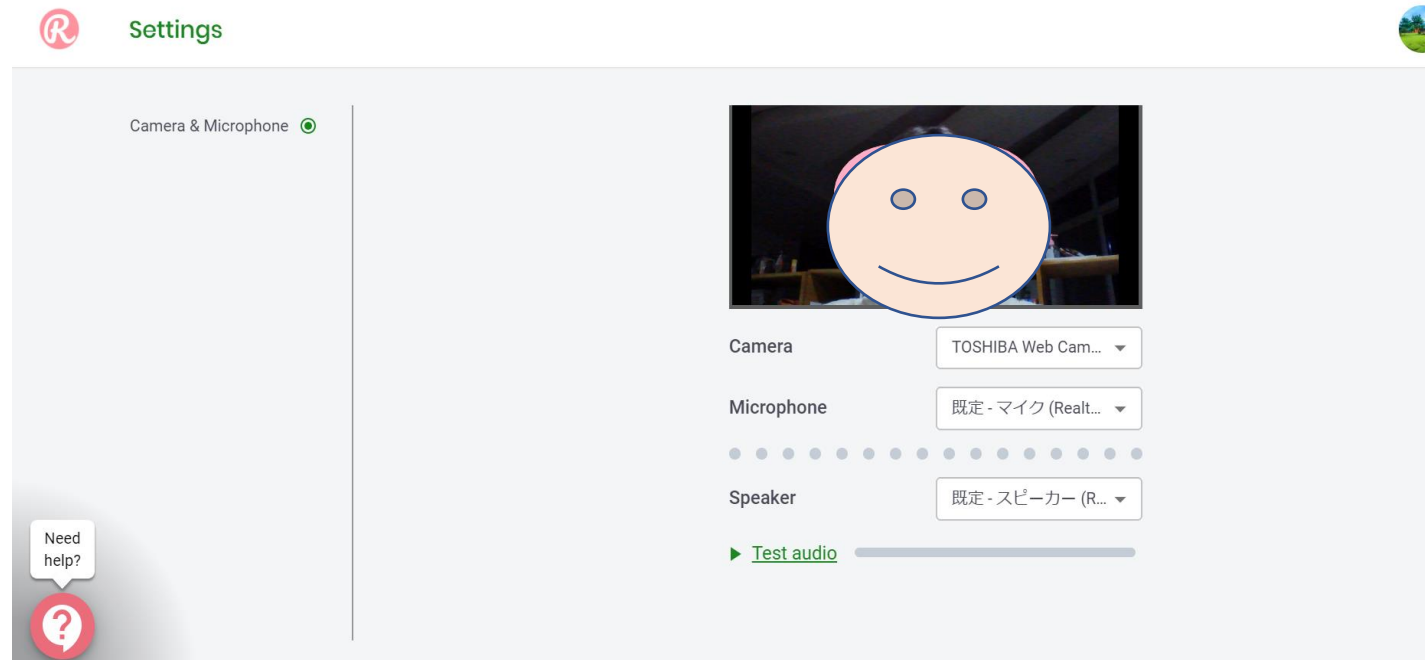 R
Settings
Camera & Microphone
Camera
TOSHIBA Web Cam...
Microphone
既定 - マイク (Realt...
Speaker
既定 - スピーカー (R...
Test audio
Need
help?
?